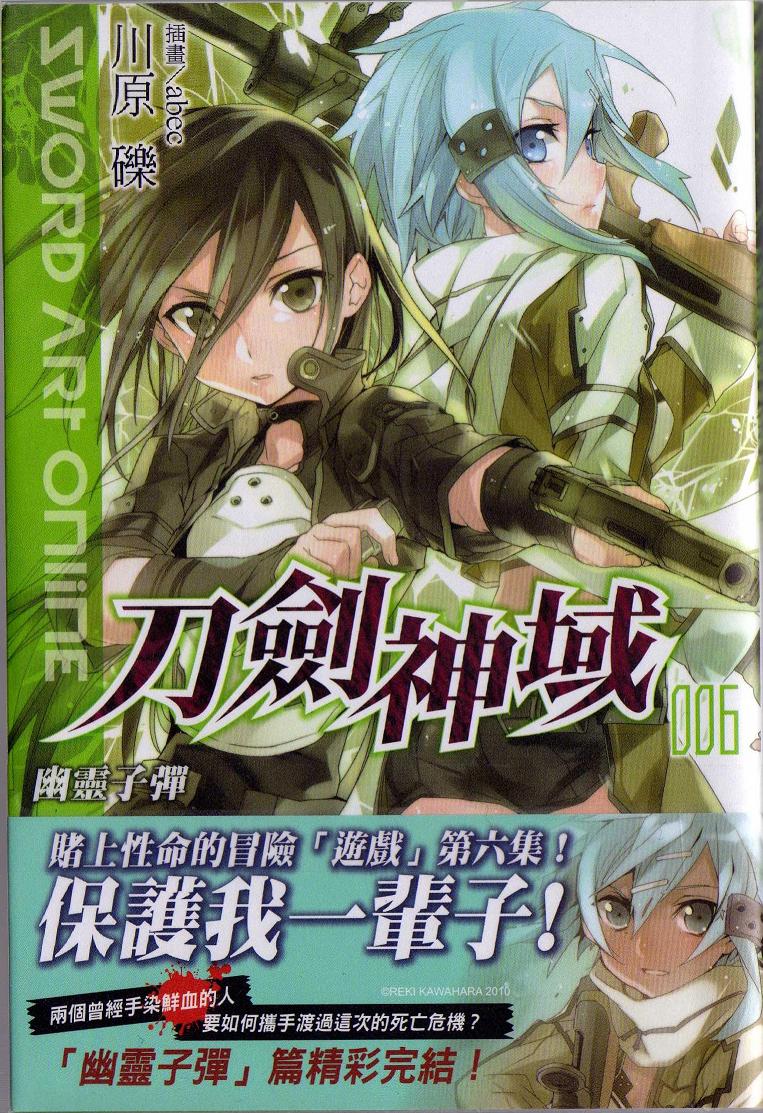 SWORD ART ONLINE
插畫/abec
川原 礫
刀劍神域
006
幽靈子彈
賭上性命的冒險「遊戲」第六集!
保護我一輩子!
©REKI KAWAHARA 2010
兩個曾經手染鮮血的人
要如何攜手渡過這次的死亡危機?
「幽靈子彈」篇精彩完結!